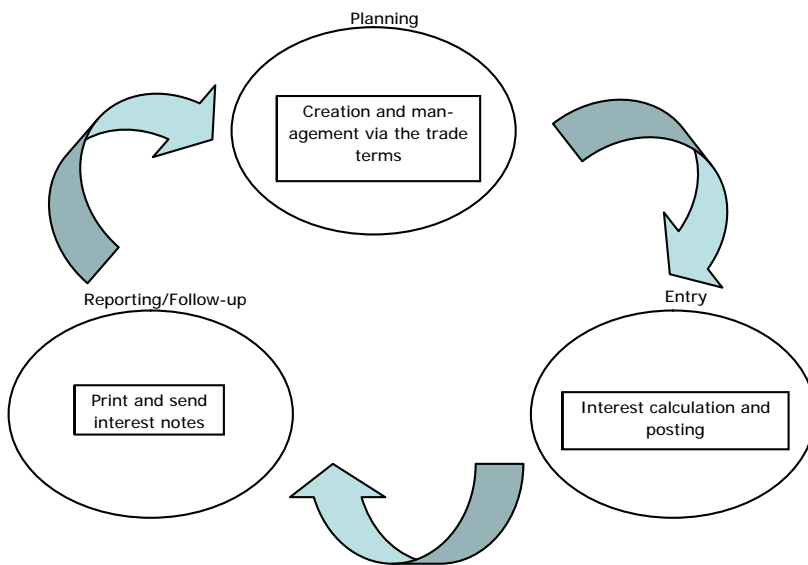 Planning
Creation and man-
agement via the trade
terms
Reporting/Follow-up
Print and send
interest notes
Entry
Interest calculation and
posting